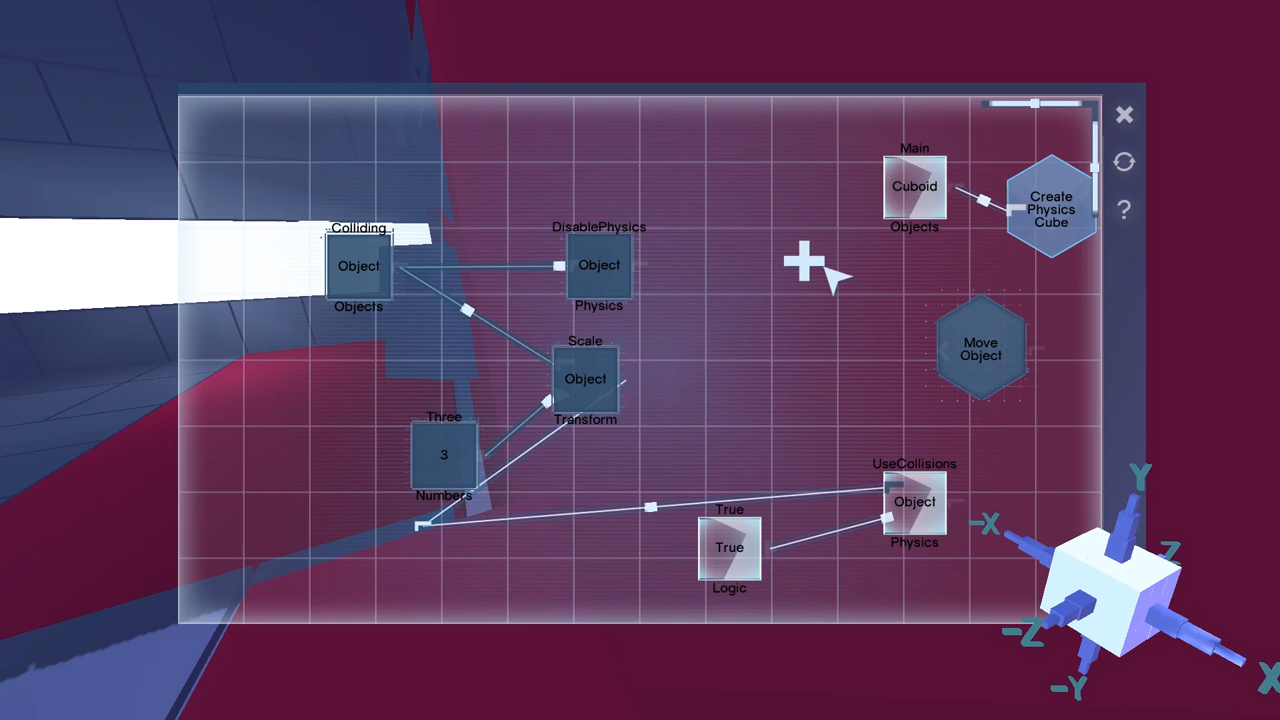 Main
Cuboid
Objects
Create
Physics
Cube
?
Colliding
Object
Objects
DisablePhysics
Object
Physics
Scale
Object
Transform
Move
Object
Three
3
Numbers
UseCollisions
Object
Physics
True
True
Logic
Y
-X
Z
-Z
-Y
X